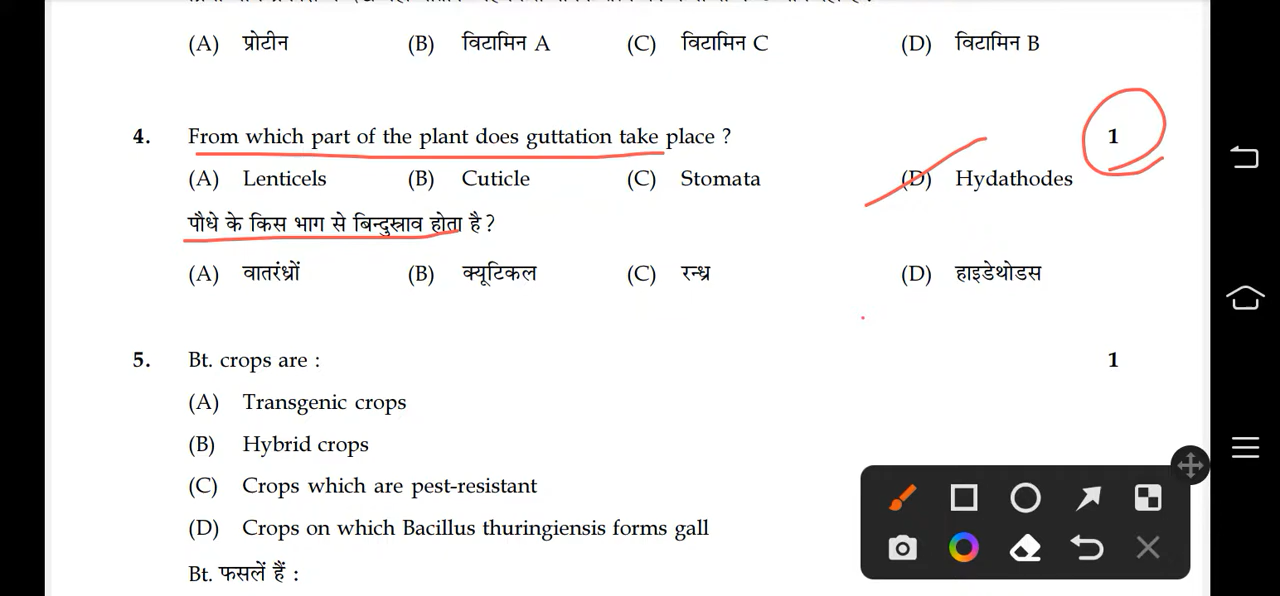 (A) प्रोटीन (B) विटामिन A (C) विटामिन C (D) विटामिन B
4. From which part of the plant does guttation take place ? 1
(A) Lenticels (B) Cuticle (C) Stomata (D) Hydathodes
पौधे के किस भाग से बिन्दुस्त्राव होता है ?
(A) वातरंध्रों (B) क्यूटिकल (C) रन्ध्र (D) हाइडेथोडस
5. Bt. crops are : 1
(A) Transgenic crops
(B) Hybrid crops
(C) Crops which are pest-resistant
(D) Crops on which Bacillus thuringiensis forms gall
Bt. फसलें हैं :